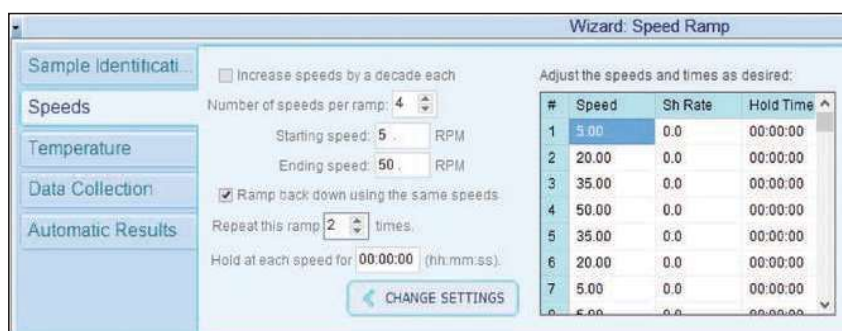 Wizard: Speed Ramp
Sample Identificati...
Speeds
Temperature
Data Collection
Automatic Results
Increase speeds by a decade each
Number of speeds per ramp: 4
Starting speed: 5 . RPM
Ending speed: 50 . RPM
Ramp back down using the same speeds
Repeat this ramp 2 times.
Hold at each speed for 00:00:00 (hh:mm:ss).
CHANGE SETTINGS
Adjust the speeds and times as desired:
# Speed Sh Rate Hold Time
1 5.00 0.0 00:00:00
2 20.00 0.0 00:00:00
3 35.00 0.0 00:00:00
4 50.00 0.0 00:00:00
5 35.00 0.0 00:00:00
6 20.00 0.0 00:00:00
7 5.00 0.0 00:00:00